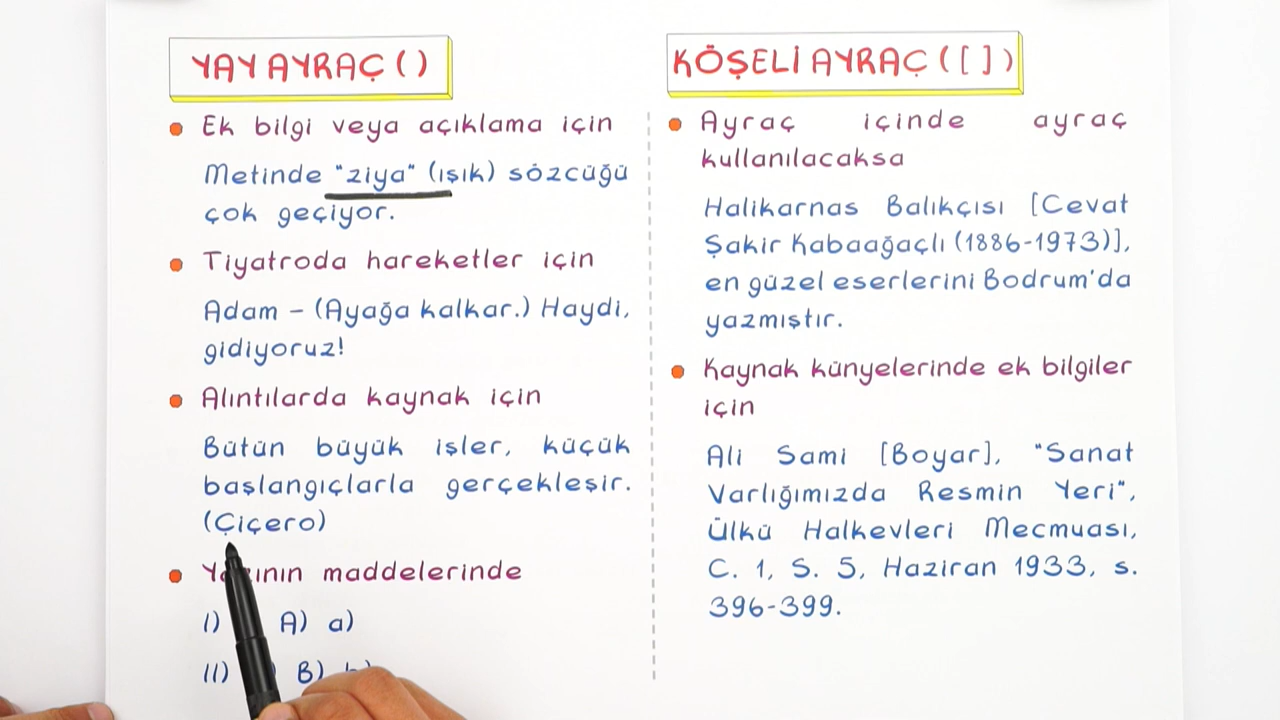 YAY AYRAÇ ( )
Ek bilgi veya açıklama için
Metinde "ziya" (ışık) sözcüğü
çok geçiyor.
Tiyatroda hareketler için
Adam – (Ayağa kalkar.) Haydi,
gidiyoruz!
Alıntılarda kaynak için
Bütün büyük işler, küçük
başlangıçlarla gerçekleşir.
(Çiçero)
maddelerinde
I) A) a)
II) B)
KÖŞELİ AYRAÇ ( [ ] )
Ayraç içinde ayraç
kullanılacaksa
Halikarnas Balıkçısı [Cevat
Şakir Kabaağaçlı (1886-1973)],
en güzel eserlerini Bodrum'da
yazmıştır.
Kaynak künyelerinde ek bilgiler
için
Ali Sami [Boyar], "Sanat
Varlığımızda Resmin Yeri",
Ülkü Halkevleri Mecmuası,
C. 1, S. 5, Haziran 1933, s.
396-399.